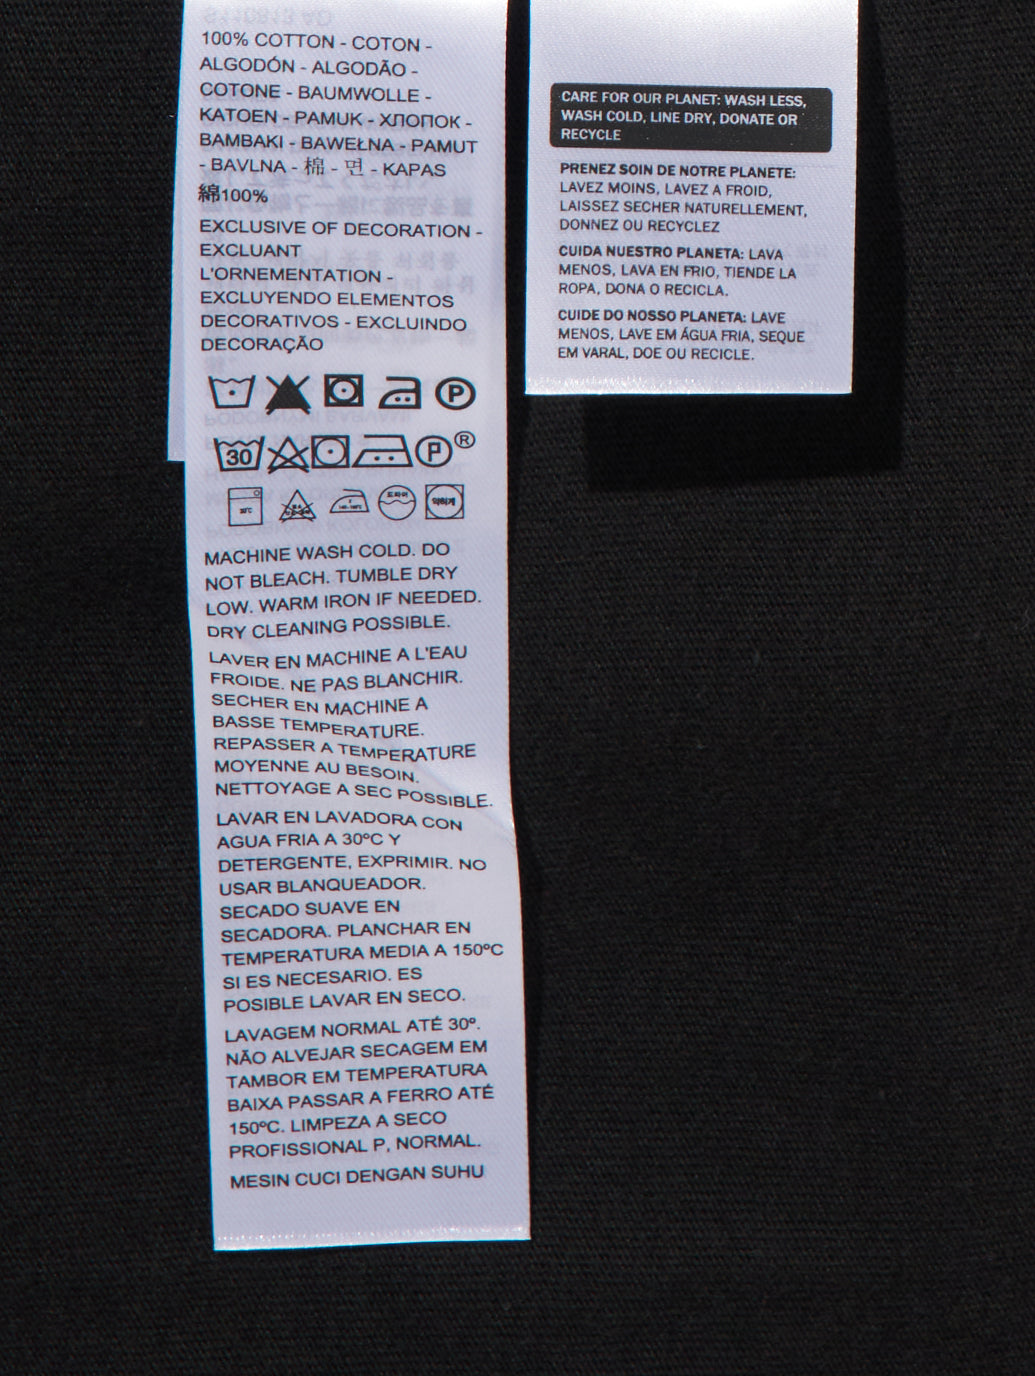 100% COTTON - COTON -
ALGODÓN - ALGODÃO -
COTONE - BAUMWOLLE -
KATOEN - PAMUK - ХЛОПОК -
BAMBAKI - BAWEŁNA - PAMUT
- BAVLNA - 棉 - 면 - KAPAS
綿100%
EXCLUSIVE OF DECORATION -
EXCLUANT
L'ORNEMENTATION -
EXCLUYENDO ELEMENTOS
DECORATIVOS - EXCLUINDO
DECORAÇÃO
P
30 P ®
드라이 약하게
MACHINE WASH COLD. DO
NOT BLEACH. TUMBLE DRY
LOW. WARM IRON IF NEEDED.
DRY CLEANING POSSIBLE.
LAVER EN MACHINE A L'EAU
FROIDE. NE PAS BLANCHIR.
SECHER EN MACHINE A
BASSE TEMPERATURE.
REPASSER A TEMPERATURE
MOYENNE AU BESOIN.
NETTOYAGE A SEC POSSIBLE.
LAVAR EN LAVADORA CON
AGUA FRIA A 30ºC Y
DETERGENTE, EXPRIMIR. NO
USAR BLANQUEADOR.
SECADO SUAVE EN
SECADORA. PLANCHAR EN
TEMPERATURA MEDIA A 150ºC
SI ES NECESARIO. ES
POSIBLE LAVAR EN SECO.
LAVAGEM NORMAL ATÉ 30º.
NÃO ALVEJAR SECAGEM EM
TAMBOR EM TEMPERATURA
BAIXA PASSAR A FERRO ATÉ
150ºC. LIMPEZA A SECO
PROFISSIONAL P, NORMAL.
MESIN CUCI DENGAN SUHU
CARE FOR OUR PLANET: WASH LESS,
WASH COLD, LINE DRY, DONATE OR
RECYCLE
PRENEZ SOIN DE NOTRE PLANETE:
LAVEZ MOINS, LAVEZ A FROID,
LAISSEZ SECHER NATURELLEMENT,
DONNEZ OU RECYCLEZ
CUIDA NUESTRO PLANETA: LAVA
MENOS, LAVA EN FRIO, TIENDE LA
ROPA, DONA O RECICLA.
CUIDE DO NOSSO PLANETA: LAVE
MENOS, LAVE EM ÁGUA FRIA, SEQUE
EM VARAL, DOE OU RECICLE.